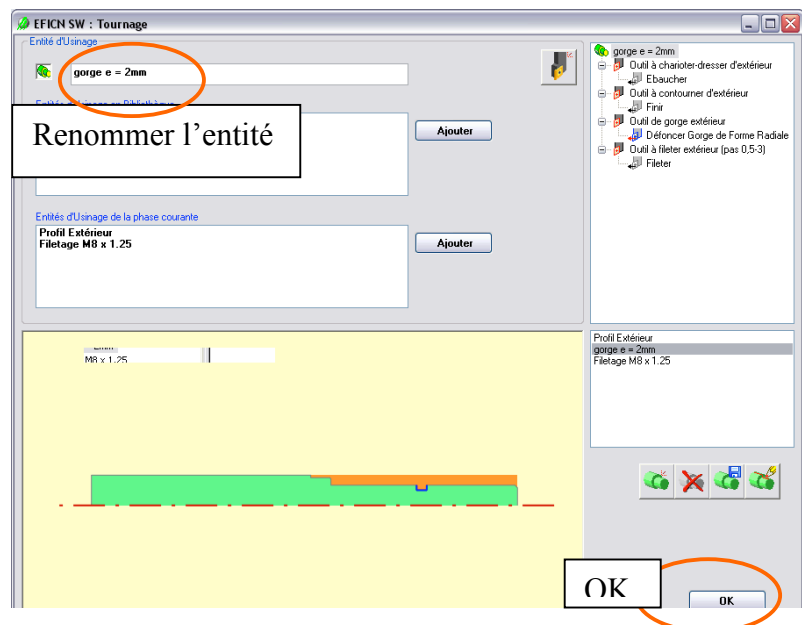 EFICN SW : Tournage
Entité d'Usinage
gorge e = 2mm
Renommer l'entité
Ajouter
Entités d'Usinage de la phase courante
Profil Extérieur
Filetage M8 x 1.25
Ajouter
gorge e = 2mm
Outil à charioter-dresser d'extérieur
Ebaucher
Outil à contourner d'extérieur
Finir
Outil de gorge extérieur
Défoncer Gorge de Forme Radiale
Outil à fileter extérieur (pas 0,5-3)
Fileter
M8 x 1.25
Profil Extérieur
gorge e = 2mm
Filetage M8 x 1.25
OK
OK